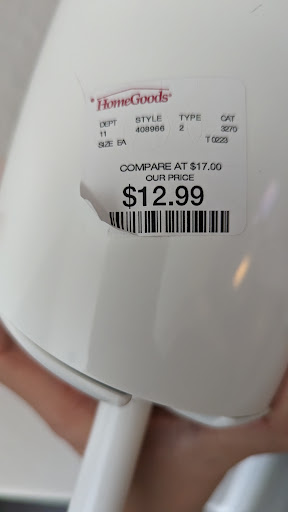 HomeGoods
DEPT STYLE TYPE CAT
11 408966 2 3270
SIZE EA T 0223
COMPARE AT $17.00
OUR PRICE
$12.99